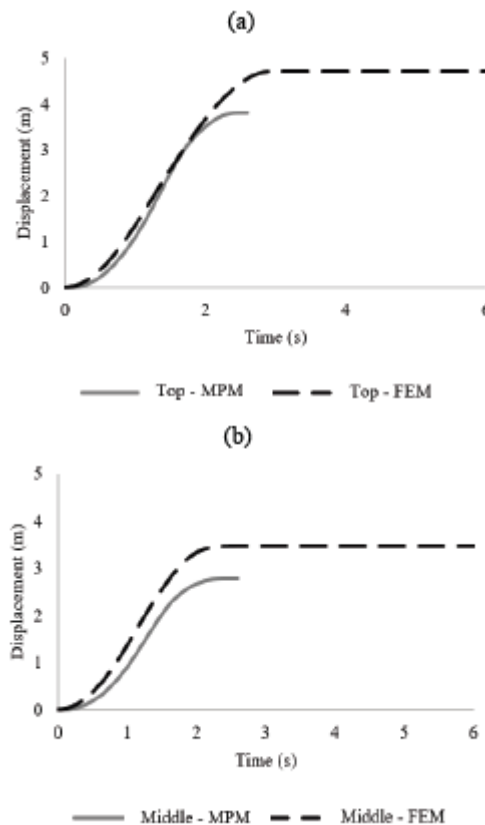 (a)
5
4
3
2
1
0
Displacement (m)
0 2 4 6
Time (s)
Top - MPM Top - FEM
(b)
5
4
3
2
1
0
Displacement (m)
0 1 2 3 4 5 6
Time (s)
Middle - MPM Middle - FEM